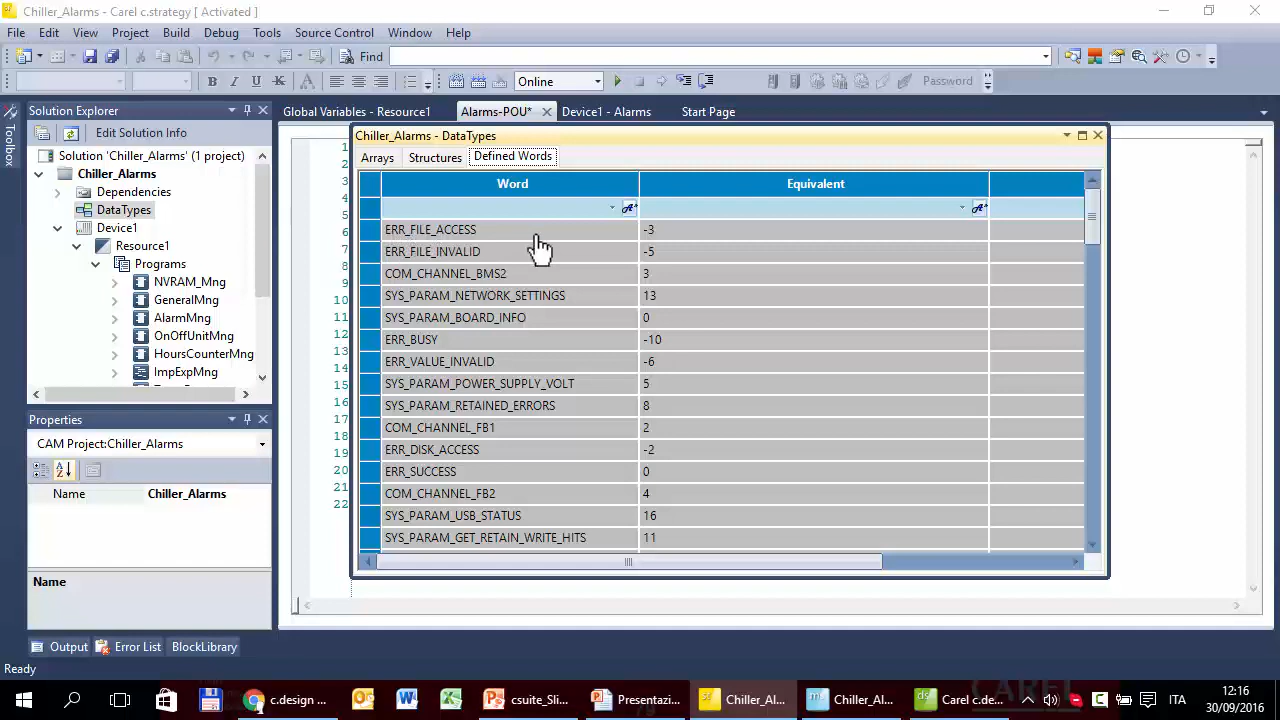 Chiller_Alarms - Carel c.strategy [ Activated ]
File Edit View Project Build Debug Tools Source Control Window Help
Find
Online Password
Toolbox
Solution Explorer
Edit Solution Info
Solution 'Chiller_Alarms' (1 project)
Chiller_Alarms
Dependencies
DataTypes
Device1
Resource1
Programs
NVRAM_Mng
GeneralMng
AlarmMng
OnOffUnitMng
HoursCounterMng
ImpExpMng
Properties
CAM Project:Chiller_Alarms
Name Chiller_Alarms
Name
Output Error List BlockLibrary
Ready
Global Variables - Resource1 Alarms-POU* Device1 - Alarms Start Page
1
2
3
4
5
6
7
8
9
10
11
12
13
14
15
16
17
18
19
20
21
22
Chiller_Alarms - DataTypes
Arrays Structures Defined Words
Word Equivalent
ERR_FILE_ACCESS -3
ERR_FILE_INVALID -5
COM_CHANNEL_BMS2 3
SYS_PARAM_NETWORK_SETTINGS 13
SYS_PARAM_BOARD_INFO 0
ERR_BUSY -10
ERR_VALUE_INVALID -6
SYS_PARAM_POWER_SUPPLY_VOLT 5
SYS_PARAM_RETAINED_ERRORS 8
COM_CHANNEL_FB1 2
ERR_DISK_ACCESS -2
ERR_SUCCESS 0
COM_CHANNEL_FB2 4
SYS_PARAM_USB_STATUS 16
SYS_PARAM_GET_RETAIN_WRITE_HITS 11
c.design ... csuite_Sli... Presentazi... Chiller_Al... Chiller_Al... Carel c.de... ITA
12:16
30/09/2016